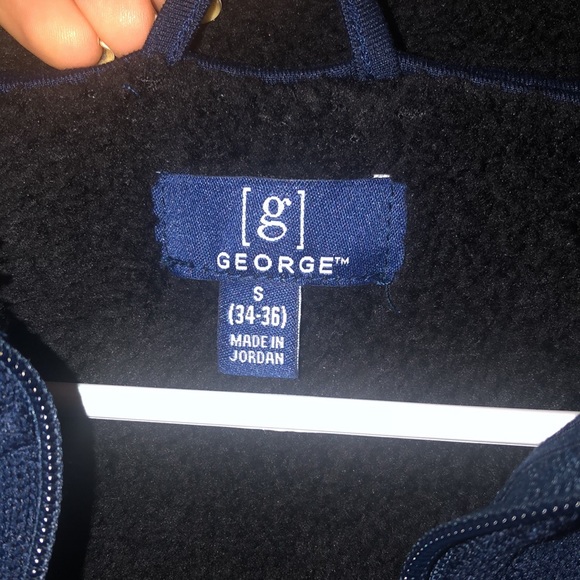 [g]
GEORGE™
S
(34-36)
MADE IN
JORDAN